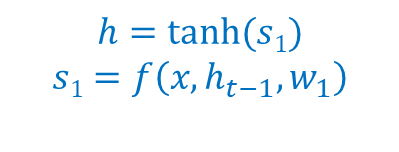 h = tanh(s₁)
s₁ = f(x, hₜ₋₁, w₁)